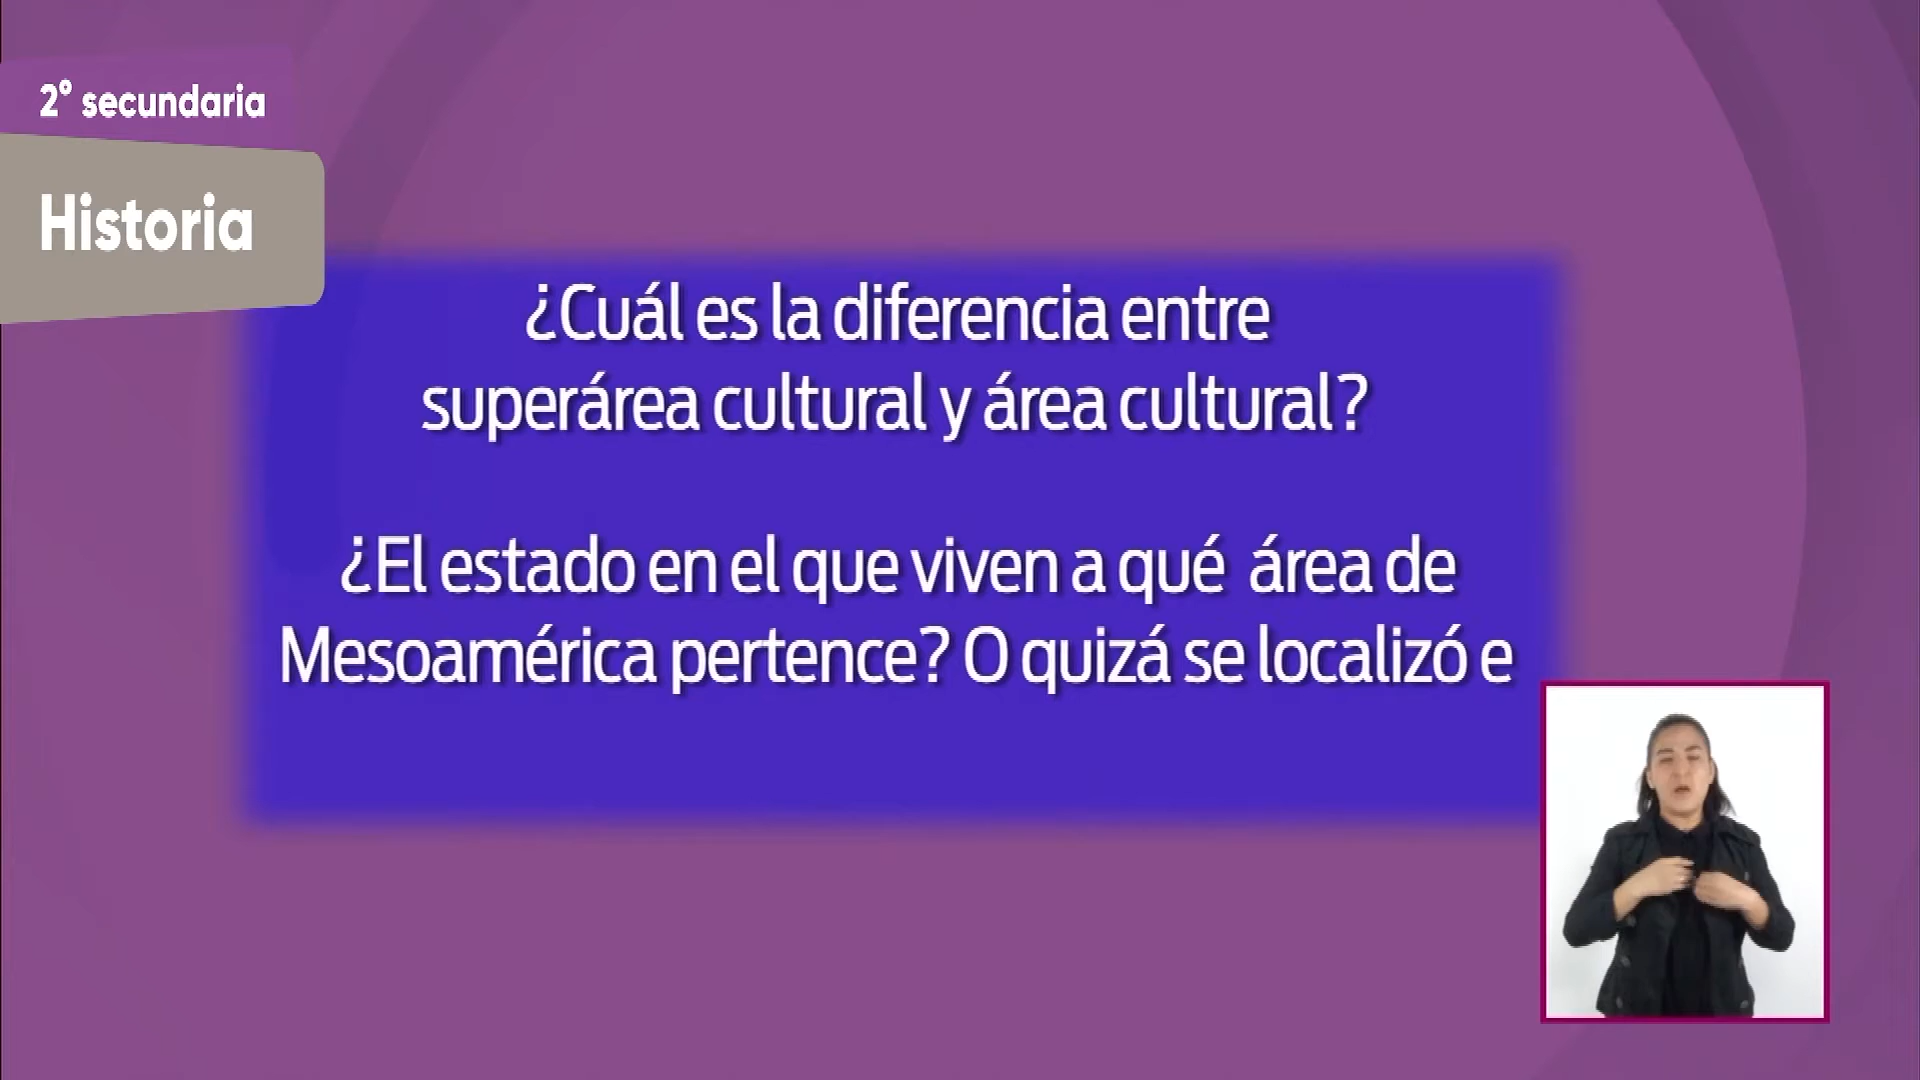 2° secundaria
Historia
¿Cuál es la diferencia entre
superárea cultural y área cultural?
¿El estado en el que viven a qué área de
Mesoamérica pertence? O quizá se localizó e